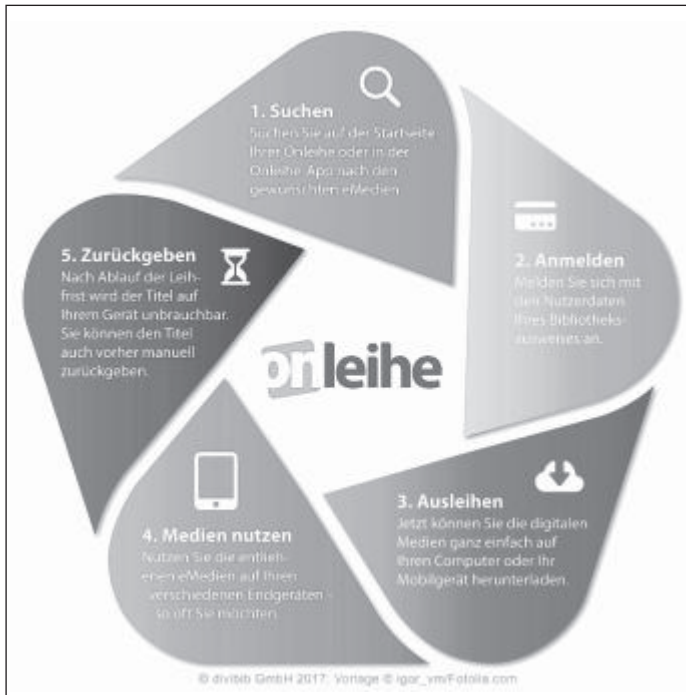 1. Suchen
Suchen Sie auf der Startseite
Ihrer Onleihe oder in der
Onleihe-App nach den
gewünschten eMedien.
2. Anmelden
Melden Sie sich mit
den Nutzerdaten
Ihres Bibliotheks-
ausweises an.
3. Ausleihen
Jetzt können Sie die digitalen
Medien ganz einfach auf
Ihren Computer oder Ihr
Mobilgerät herunterladen.
4. Medien nutzen
Nutzen Sie die entlieh-
enen eMedien auf Ihren
verschiedenen Endgeräten -
so oft Sie möchten.
5. Zurückgeben
Nach Ablauf der Leih-
frist wird der Titel auf
Ihrem Gerät unbrauchbar.
Sie können den Titel
auch vorher manuell
zurückgeben.
onleihe
© divibib GmbH 2017; Vorlage © igor_vm/Fotolia.com